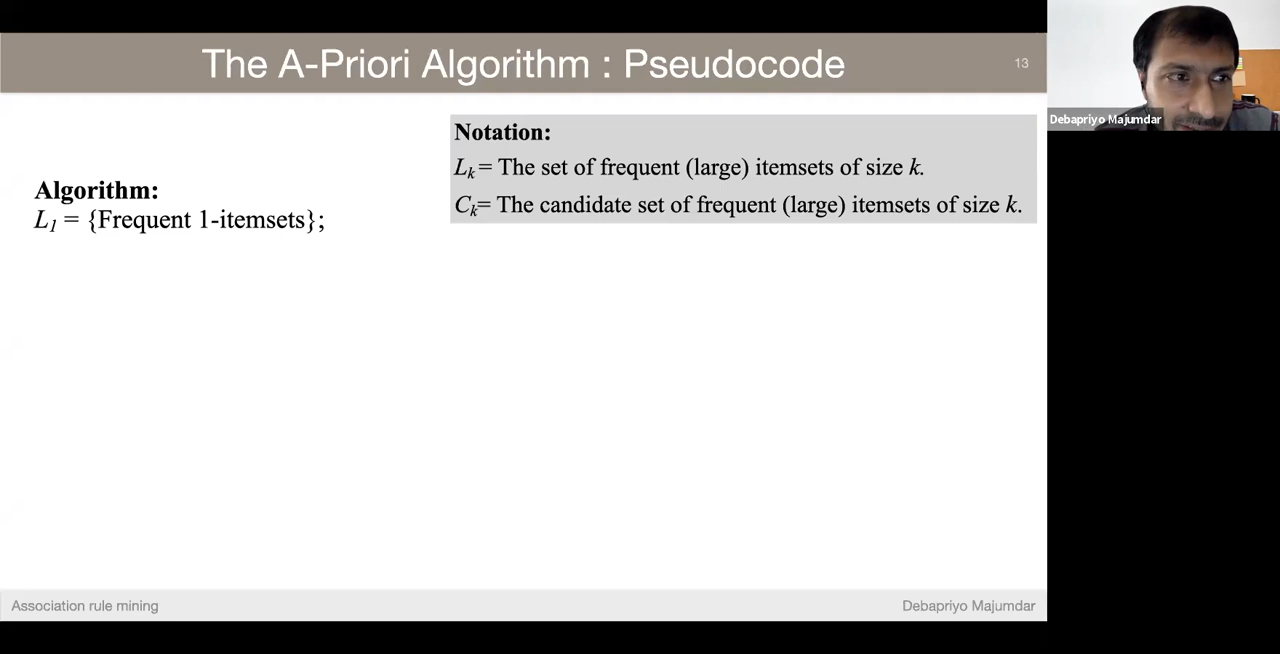 The A-Priori Algorithm : Pseudocode
13
Debapriyo Majumdar
Notation:
Lk= The set of frequent (large) itemsets of size k.
Ck= The candidate set of frequent (large) itemsets of size k.
Algorithm:
L1 = {Frequent 1-itemsets};
Association rule mining
Debapriyo Majumdar